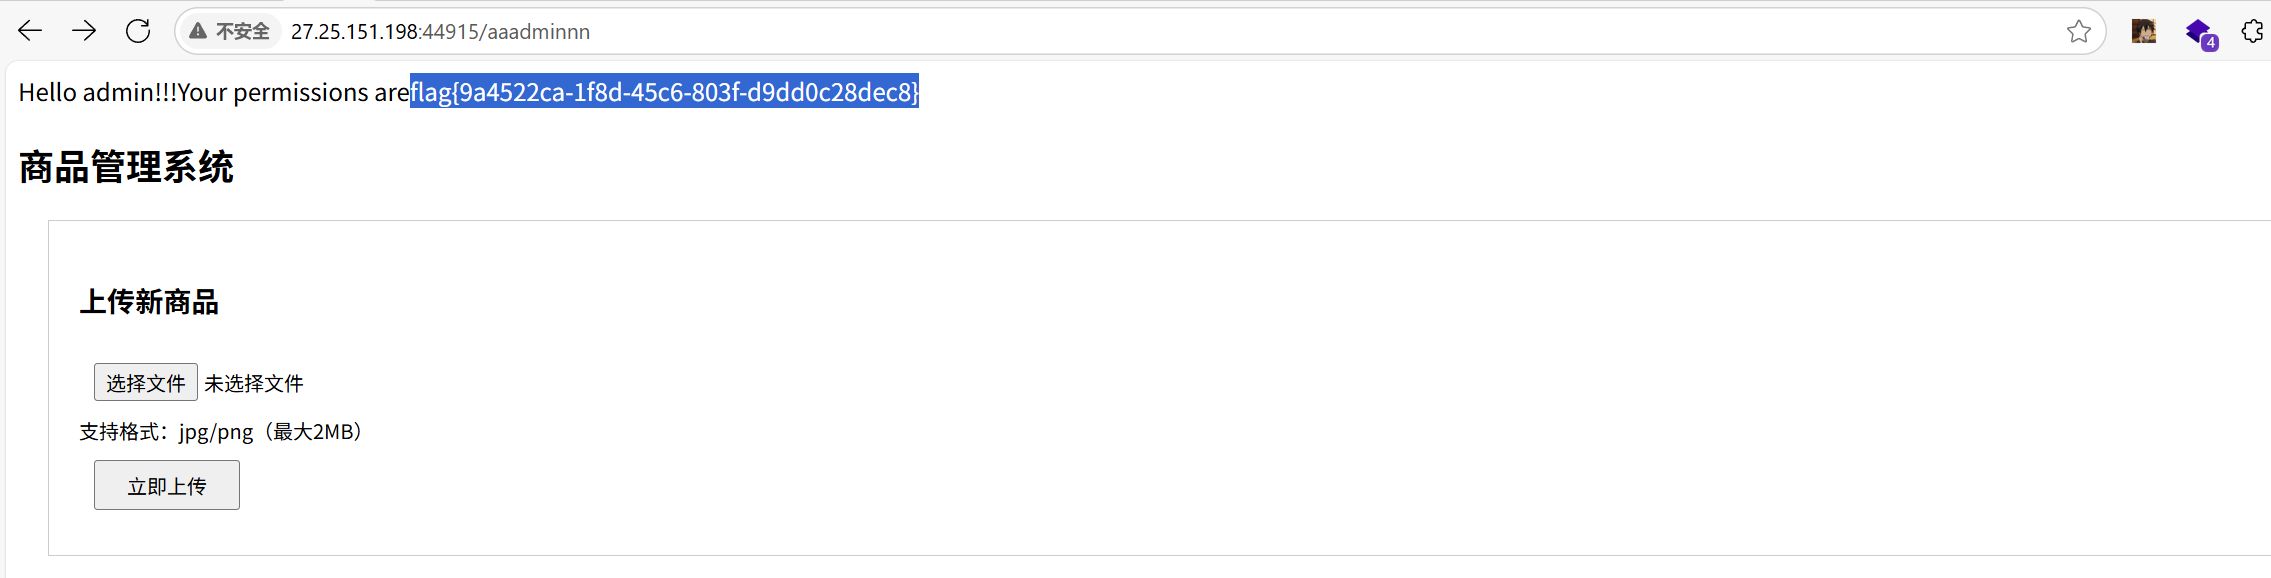 不安全 27.25.151.198:44915/aaadminnn
4
Hello admin!!!Your permissions areflag{9a4522ca-1f8d-45c6-803f-d9dd0c28dec8}
商品管理系统
上传新商品
选择文件 未选择文件
支持格式：jpg/png（最大2MB）
立即上传